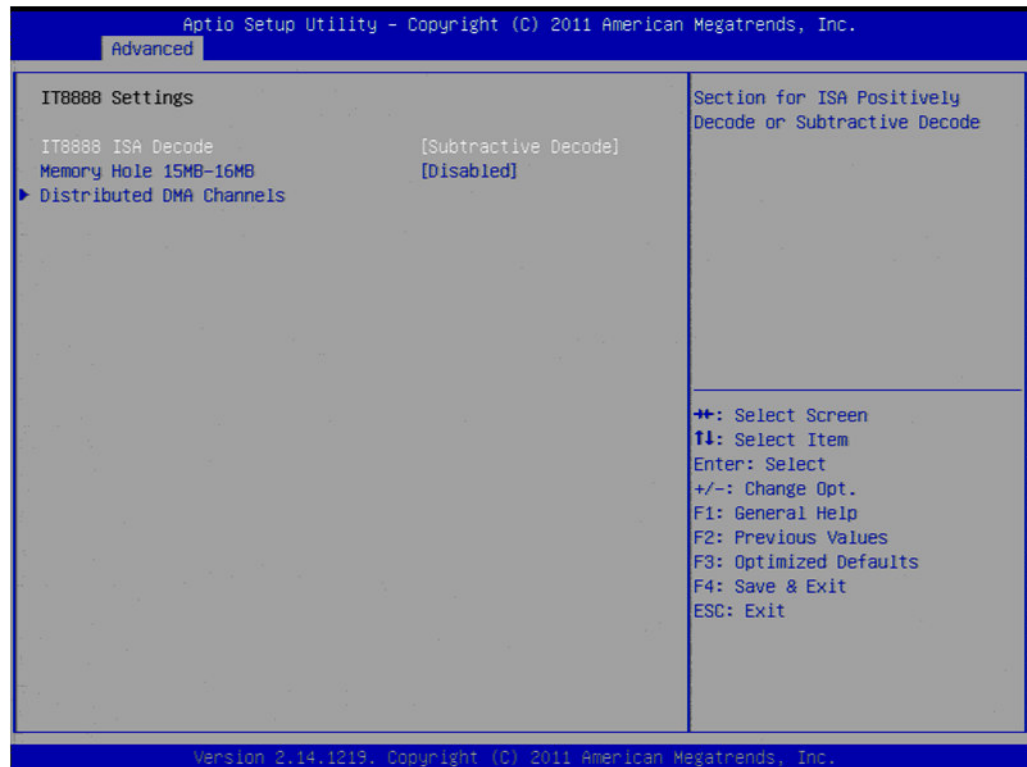 Aptio Setup Utility – Copyright (C) 2011 American Megatrends, Inc.
Advanced
IT8888 Settings
IT8888 ISA Decode [Subtractive Decode]
Memory Hole 15MB-16MB [Disabled]
▶ Distributed DMA Channels
Section for ISA Positively
Decode or Subtractive Decode
→←: Select Screen
↑↓: Select Item
Enter: Select
+/-: Change Opt.
F1: General Help
F2: Previous Values
F3: Optimized Defaults
F4: Save & Exit
ESC: Exit
Version 2.14.1219. Copyright (C) 2011 American Megatrends, Inc.